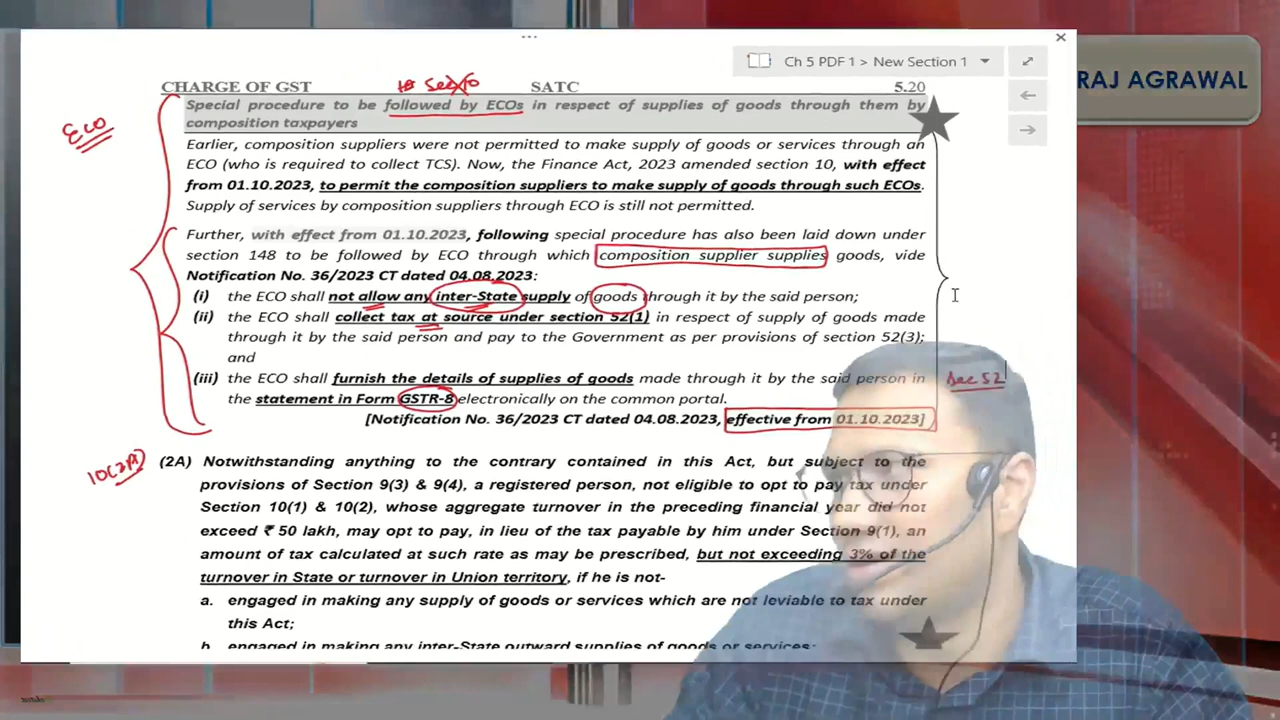 Ch 5 PDF 1 > New Section 1
RAJ AGRAWAL
CHARGE OF GST SATC 5.20
Special procedure to be followed by ECOs in respect of supplies of goods through them by
composition taxpayers
ECO
Earlier, composition suppliers were not permitted to make supply of goods or services through an
ECO (who is required to collect TCS). Now, the Finance Act, 2023 amended section 10, with effect
from 01.10.2023, to permit the composition suppliers to make supply of goods through such ECOs.
Supply of services by composition suppliers through ECO is still not permitted.
Further, with effect from 01.10.2023, following special procedure has also been laid down under
section 148 to be followed by ECO through which composition supplier supplies goods, vide
Notification No. 36/2023 CT dated 04.08.2023:
(i) the ECO shall not allow any inter-State supply of goods through it by the said person;
(ii) the ECO shall collect tax at source under section 52(1) in respect of supply of goods made
through it by the said person and pay to the Government as per provisions of section 52(3);
and
(iii) the ECO shall furnish the details of supplies of goods made through it by the said person in
Sec 52
the statement in Form GSTR-8 electronically on the common portal.
[Notification No. 36/2023 CT dated 04.08.2023, effective from 01.10.2023]
10(2A)
(2A) Notwithstanding anything to the contrary contained in this Act, but subject to the
provisions of Section 9(3) & 9(4), a registered person, not eligible to opt to pay tax under
Section 10(1) & 10(2), whose aggregate turnover in the preceding financial year did not
exceed ₹ 50 lakh, may opt to pay, in lieu of the tax payable by him under Section 9(1), an
amount of tax calculated at such rate as may be prescribed, but not exceeding 3% of the
turnover in State or turnover in Union territory, if he is not-
a. engaged in making any supply of goods or services which are not leviable to tax under
this Act;
b. engaged in making any inter-State outward supplies of goods or services;